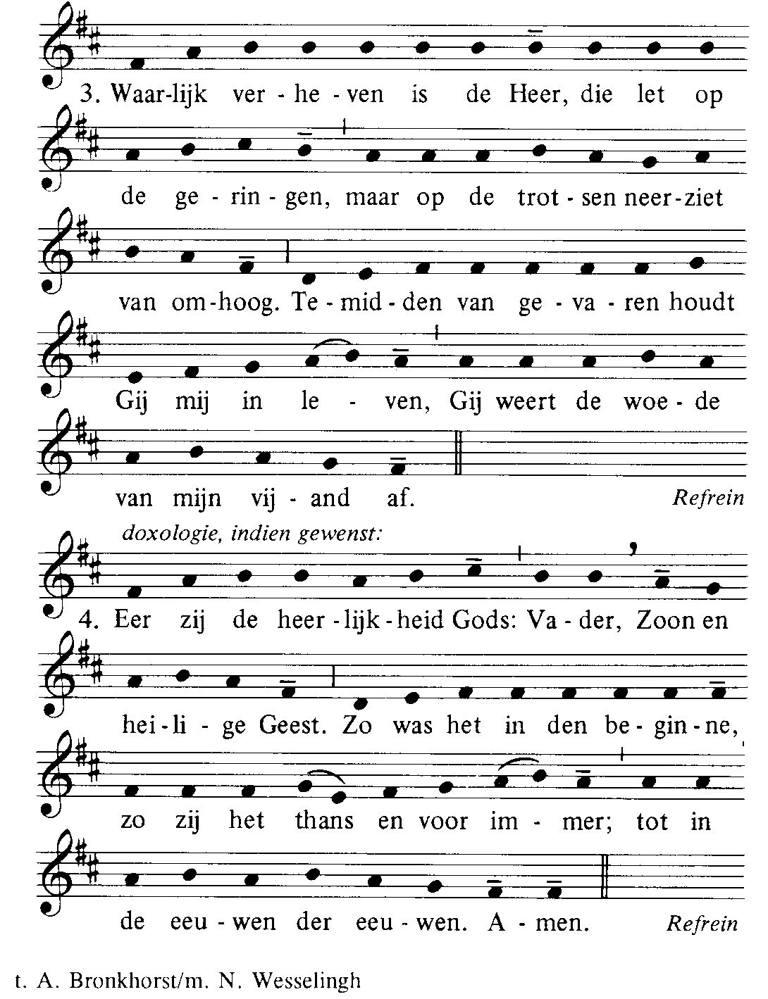 3. Waar-lijk ver - he - ven is de Heer, die let op
de ge - rin - gen, maar op de trot - sen neer-ziet
van om-hoog. Te - mid - den van ge - va - ren houdt
Gij mij in le - ven, Gij weert de woe - de
van mijn vij - and af. Refrein
doxologie, indien gewenst:
4. Eer zij de heer - lijk - heid Gods: Va - der, Zoon en
hei - li - ge Geest. Zo was het in den be - gin - ne,
zo zij het thans en voor im - mer; tot in
de eeu - wen der eeu - wen. A - men. Refrein
t. A. Bronkhorst/m. N. Wesselingh